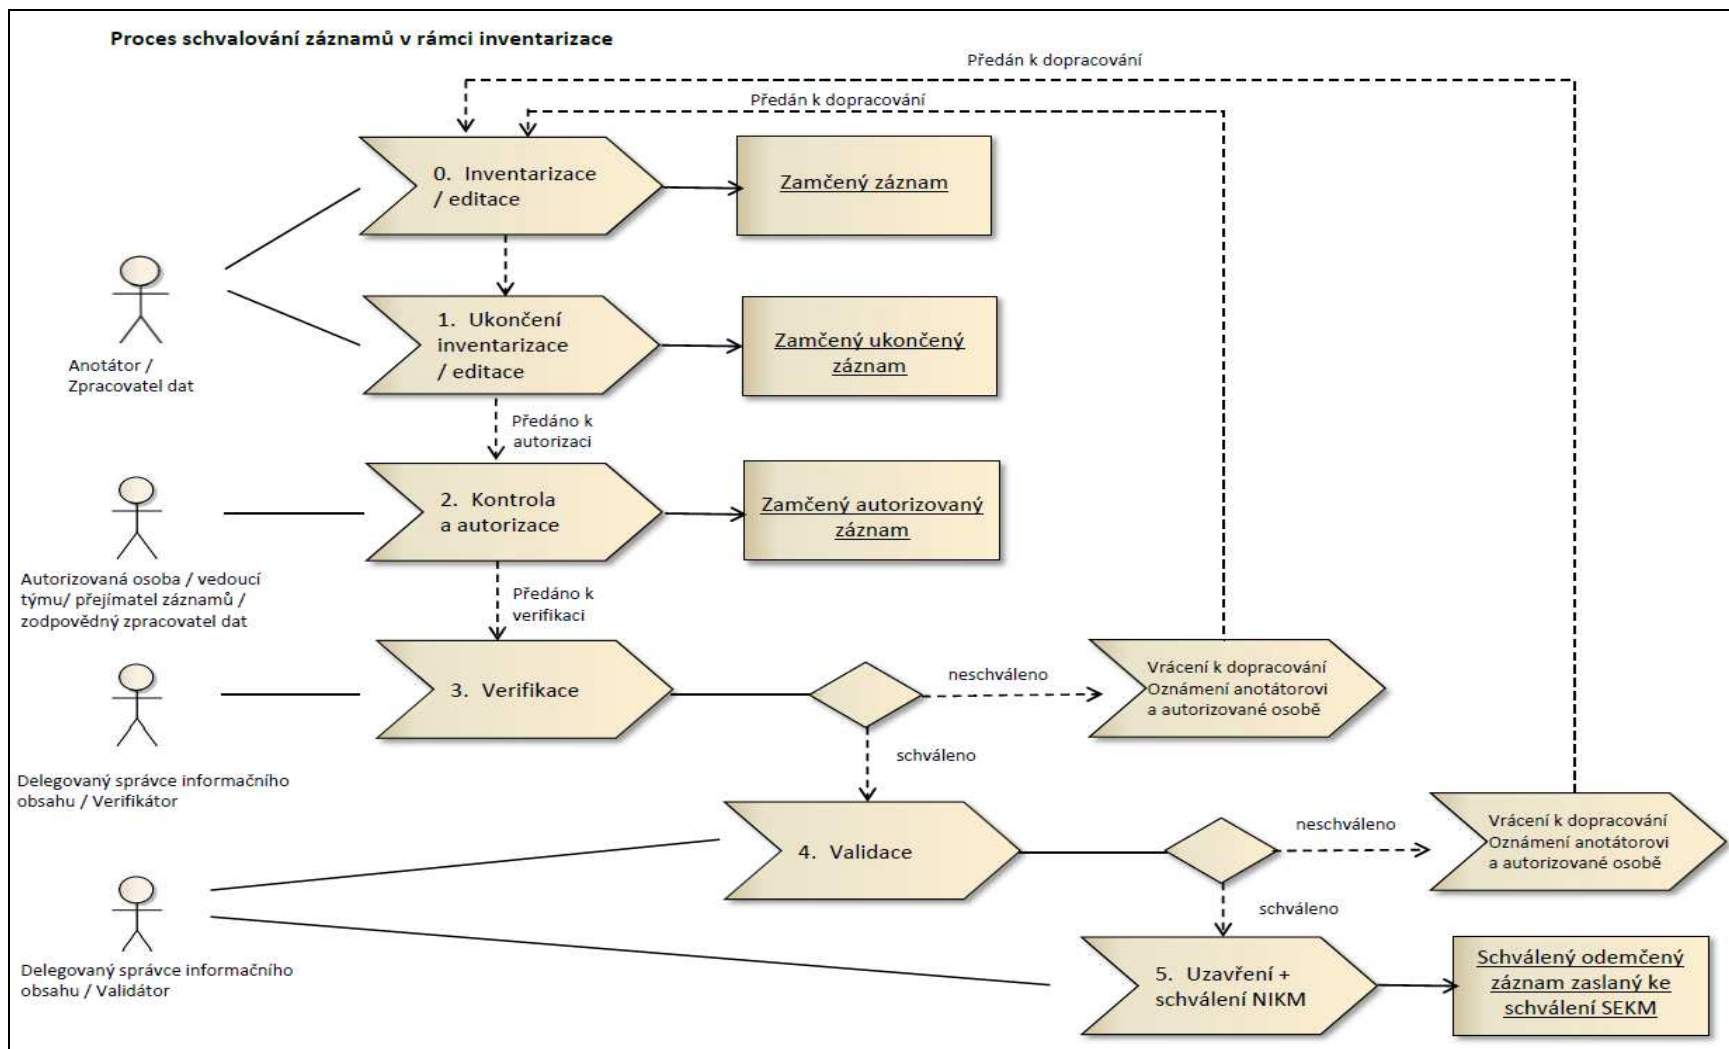 Proces schvalování záznamů v rámci inventarizace
Předán k dopracování
Předán k dopracování
0. Inventarizace
/ editace
Zamčený záznam
Anotátor /
Zpracovatel dat
1. Ukončení
inventarizace
/ editace
Zamčený ukončený
záznam
Předáno k
autorizaci
Autorizovaná osoba / vedoucí
týmu/ přejímatel záznamů /
zodpovědný zpracovatel dat
2. Kontrola
a autorizace
Zamčený autorizovaný
záznam
Předáno k
verifikaci
Delegovaný správce informačního
obsahu / Verifikátor
3. Verifikace
neschváleno
Vrácení k dopracování
Oznámení anotátorovi
a autorizované osobě
schváleno
4. Validace
neschváleno
Vrácení k dopracování
Oznámení anotátorovi
a autorizované osobě
schváleno
Delegovaný správce informačního
obsahu / Validátor
5. Uzavření +
schválení NIKM
Schválený odemčený
záznam zaslaný ke
schválení SEKM